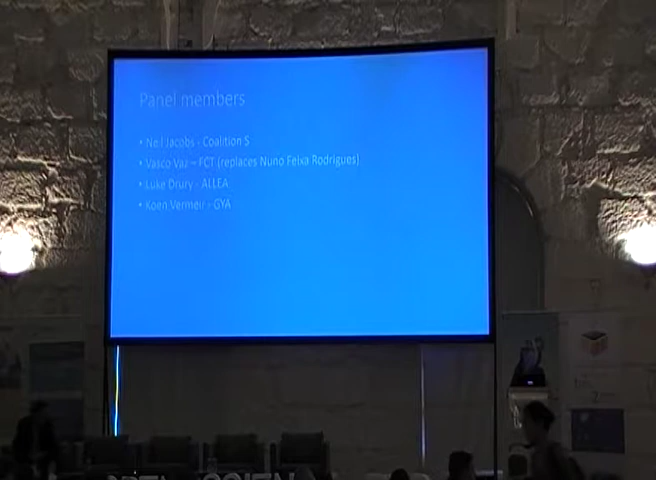 Panel members
• Neil Jacobs - Coalition S
• Vasco Vaz – FCT (replaces Nuno Feixa Rodrigues)
• Luke Drury - ALLEA
• Koen Vermeir - GYA